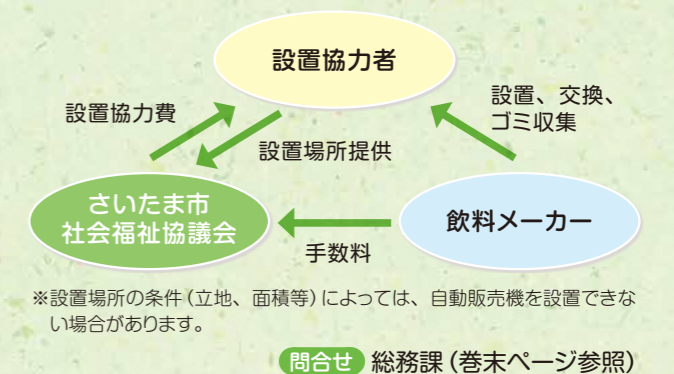 設置協力者
設置協力費
設置、交換、
ゴミ収集
設置場所提供
さいたま市
社会福祉協議会
飲料メーカー
手数料
※設置場所の条件(立地、面積等)によっては、自動販売機を設置できな
い場合があります。
問合せ 総務課(巻末ページ参照)